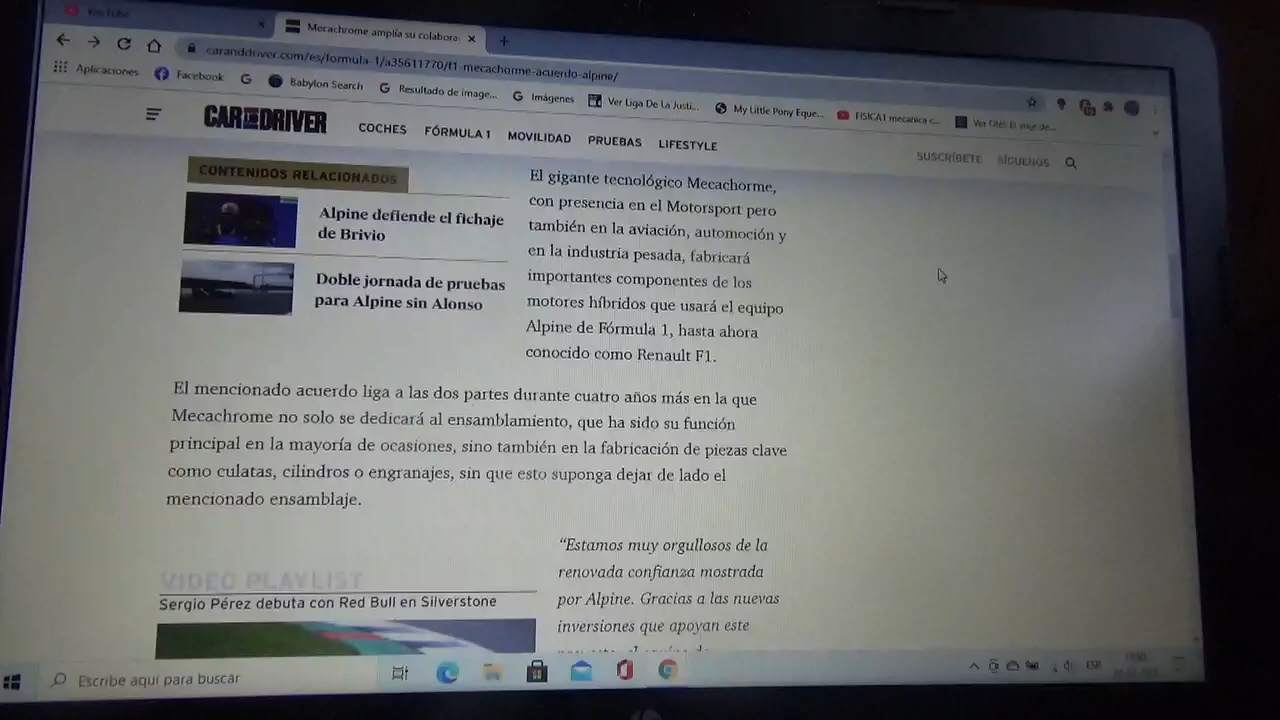 YouTube
Mecachrome amplía su colabora
caranddriver.com/es/formula-1/a35611770/f1-mecachorme-acuerdo-alpine/
Aplicaciones
Facebook
Babylon Search
Resultado de image...
Imágenes
Ver Liga De La Justi...
My Little Pony Eque...
FISICA1 mecanica c...
CAR AND DRIVER
COCHES
FÓRMULA 1
MOVILIDAD
PRUEBAS
LIFESTYLE
SUSCRÍBETE
SÍGUENOS
CONTENIDOS RELACIONADOS
Alpine defiende el fichaje
de Brivio
Doble jornada de pruebas
para Alpine sin Alonso
El gigante tecnológico Mecachorme,
con presencia en el Motorsport pero
también en la aviación, automoción y
en la industria pesada, fabricará
importantes componentes de los
motores híbridos que usará el equipo
Alpine de Fórmula 1, hasta ahora
conocido como Renault F1.
El mencionado acuerdo liga a las dos partes durante cuatro años más en la que
Mecachrome no solo se dedicará al ensamblamiento, que ha sido su función
principal en la mayoría de ocasiones, sino también en la fabricación de piezas clave
como culatas, cilindros o engranajes, sin que esto suponga dejar de lado el
mencionado ensamblaje.
VIDEO PLAYLIST
Sergio Pérez debuta con Red Bull en Silverstone
“Estamos muy orgullosos de la
renovada confianza mostrada
por Alpine. Gracias a las nuevas
inversiones que apoyan este
Escribe aquí para buscar
ESP